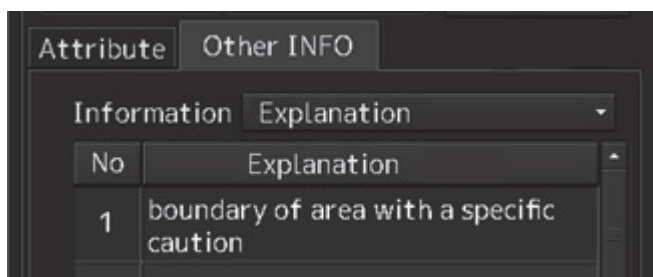 Attribute Other INFO
Information Explanation
No Explanation
1 boundary of area with a specific
caution